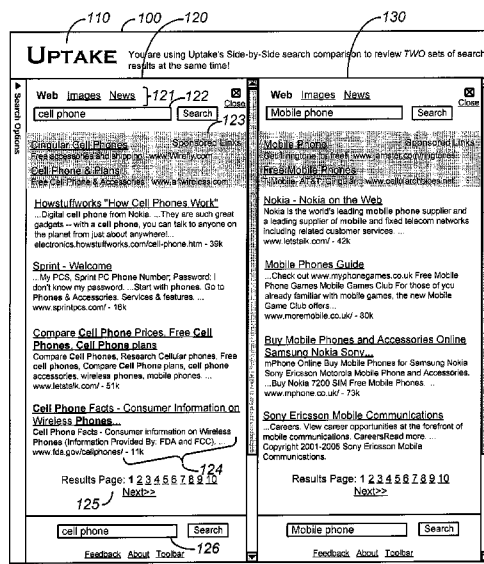 110
100
120
130
UPTAKE
You are using Uptake's Side-by-Side search comparison to review TWO sets of search
results at the same time!
Search Options
Web Images News
121
Close
122
cell phone
Search
123
Cingular Cell Phones
Sponsored Links
Free accessories and shipping www.Wirefly.com
Cell Phone & Plans
Free Cell Phone & Accessories
Howstuffworks "How Cell Phones Work"
...Digital cell phone from Nokia. ...They are such great
gadgets -- with a cell phone, you can talk to anyone on
the planet from just about anywhere!...
electronics.howstuffworks.com/cell-phone.htm - 39k
Sprint - Welcome
...My PCS, Sprint PC Phone Number; Password: I
don't know my password. ...Start with phones. Go to
Phones & Accessories. Services & features. ...
www.sprintpcs.com/ - 16k
Compare Cell Phone Prices, Free Cell
Phones, Cell Phone plans
Compare Cell Phones, Research Cellular phones, Free
cell phones, Compare Cell Phone plans, cell phone
accessories, wireless phones, mobile phones. ...
www.letstalk.com/ - 51k
Cell Phone Facts - Consumer Information on
Wireless Phones...
Cell Phone Facts - Consumer information on Wireless
Phones (Information Provided By: FDA and FCC). ...
www.fda.gov/cellphones/ - 11k
124
Results Page: 1 2 3 4 5 6 7 8 9 10
125
Next>>
cell phone
Search
126
Feedback About Toolbar
Web Images News
Close
Mobile phone
Search
Mobile Phone
Sponsored Links
Get 1 ringtone for free! www.jamster.com/ringtones
Free Mobile Phones
Nokia - Nokia on the Web
Nokia is the world's leading mobile phone supplier and
a leading supplier of mobile and fixed telecom networks
including related customer services. ...
www.letstalk.com/ - 42k
Mobile Phones Guide
...Check out www.myphonegames.co.uk Free Mobile
Phone Games Mobile Games Club For those of you
already familiar with mobile games, the new Mobile
Game Club offers...
www.moremobile.co.uk/ - 80k
Buy Mobile Phones and Accessories Online
Samsung Nokia Sony...
mPhone Online Buy Mobile Phones for Samsung Nokia
Sony Ericsson Motorola Mobile Phone and Accessories.
...Buy Nokia 7200 SIM Free Mobile Phones. ...
www.mphone.co.uk/ - 73k
Sony Ericsson Mobile Communications
...Careers. View career opportunities at the forefront of
mobile communications. CareersRead more. ...
Copyright 2001-2006 Sony Ericsson Mobile
Communications.
Results Page: 1 2 3 4 5 6 7 8 9 10
Next>>
Mobile phone
Search
Feedback About Toolbar